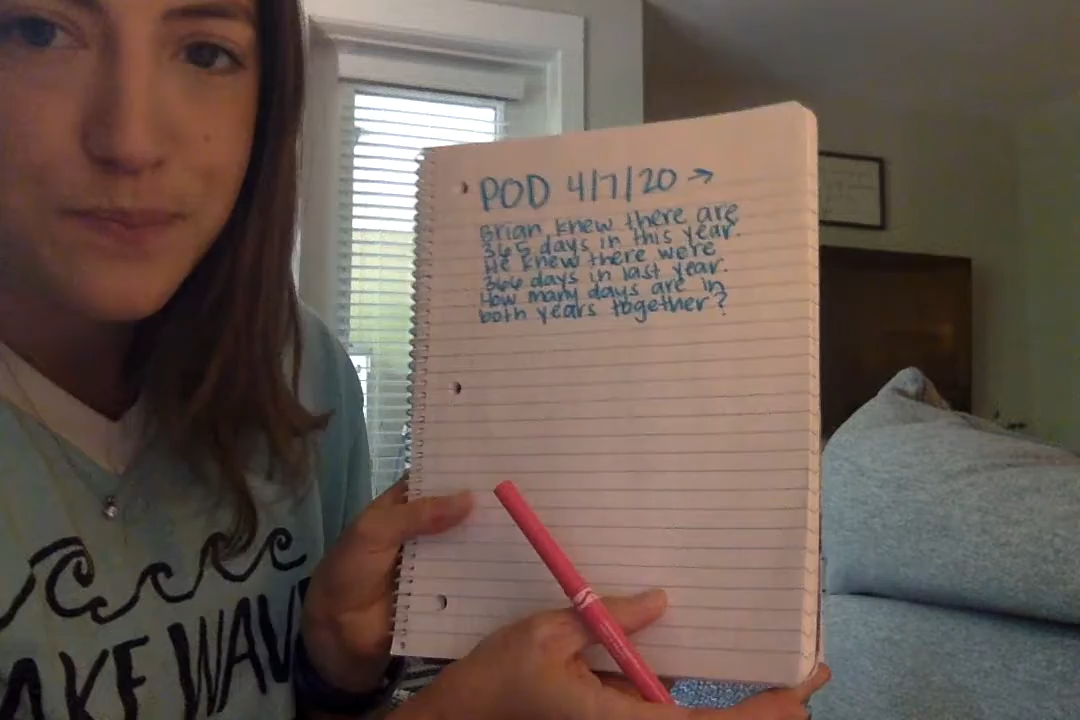 POD 4/7/20 →
Brian knew there are
365 days in this year.
He knew there were
366 days in last year.
How many days are in
both years together?
AKE WAV